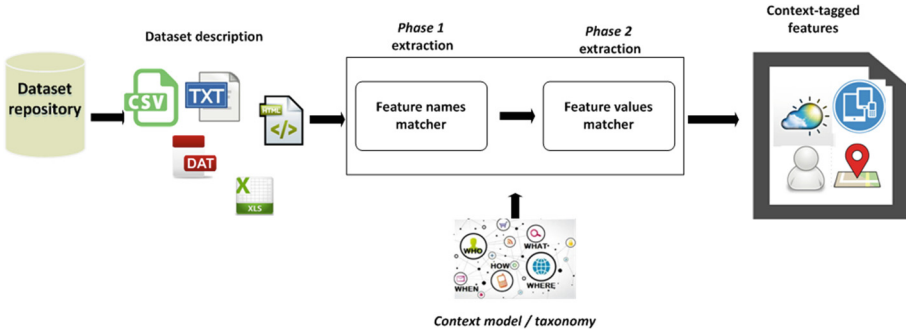 Dataset
repository
Dataset description
CSV
TXT
HTML
</>
DAT
X
XLS
Phase 1
extraction
Feature names
matcher
Phase 2
extraction
Feature values
matcher
Context-tagged
features
WHO
WHAT
HOW
WHEN
WHERE
Context model / taxonomy